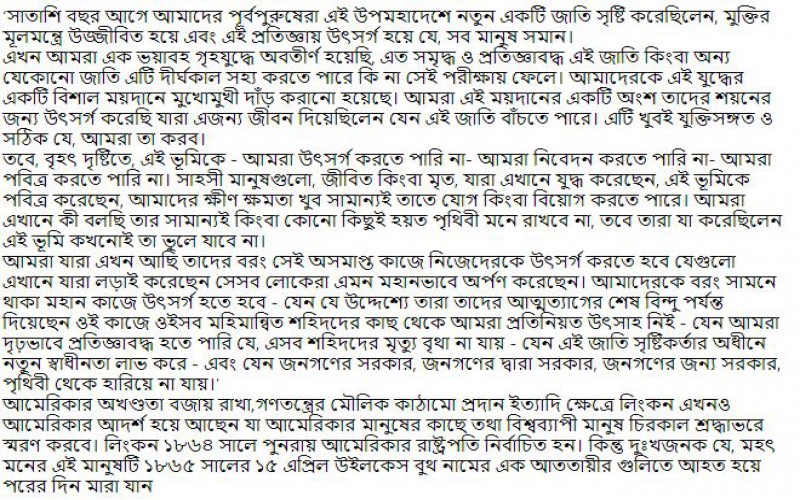 'সাতাশি বছর আগে আমাদের পূর্বপুরুষেরা এই উপমহাদেশে নতুন একটি জাতি সৃষ্টি করেছিলেন, মুক্তির
মূলমন্ত্রে উজ্জীবিত হয়ে এবং এই প্রতিজ্ঞায় উৎসর্গ হয়ে যে, সব মানুষ সমান।
এখন আমরা এক ভয়াবহ গৃহযুদ্ধে অবতীর্ণ হয়েছি, এত সমৃদ্ধ ও প্রতিজ্ঞাবদ্ধ এই জাতি কিংবা অন্য
যেকোনো জাতি এটি দীর্ঘকাল সহ্য করতে পারে কি না সেই পরীক্ষায় ফেলে। আমাদেরকে এই যুদ্ধের
একটি বিশাল ময়দানে মুখোমুখী দাঁড় করানো হয়েছে। আমরা এই ময়দানের একটি অংশ তাদের শয়নের
জন্য উৎসর্গ করেছি যারা এজন্য জীবন দিয়েছিলেন যেন এই জাতি বাঁচতে পারে। এটি খুবই যুক্তিসঙ্গত ও
সঠিক যে, আমরা তা করব।
তবে, বৃহৎ দৃষ্টিতে, এই ভূমিকে - আমরা উৎসর্গ করতে পারি না- আমরা নিবেদন করতে পারি না- আমরা
পবিত্র করতে পারি না। সাহসী মানুষগুলো, জীবিত কিংবা মৃত, যারা এখানে যুদ্ধ করেছেন, এই ভূমিকে
পবিত্র করেছেন, আমাদের ক্ষীণ ক্ষমতা খুব সামান্যই তাতে যোগ কিংবা বিয়োগ করতে পারে। আমরা
এখানে কী বলছি তার সামান্যই কিংবা কোনো কিছুই হয়ত পৃথিবী মনে রাখবে না, তবে তারা যা করেছিলেন
এই ভূমি কখনোই তা ভুলে যাবে না।
আমরা যারা এখন আছি তাদের বরং সেই অসমাপ্ত কাজে নিজেদেরকে উৎসর্গ করতে হবে যেগুলো
এখানে যারা লড়াই করেছেন সেসব লোকেরা এমন মহানভাবে অর্পণ করেছেন। আমাদেরকে বরং সামনে
থাকা মহান কাজে উৎসর্গ হতে হবে - যেন যে উদ্দেশ্যে তারা তাদের আত্মত্যাগের শেষ বিন্দু পর্যন্ত
দিয়েছেন ওই কাজে ওইসব মহিমান্বিত শহিদদের কাছ থেকে আমরা প্রতিনিয়ত উৎসাহ নিই - যেন আমরা
দৃঢ়ভাবে প্রতিজ্ঞাবদ্ধ হতে পারি যে, এসব শহিদদের মৃত্যু বৃথা না যায় - যেন এই জাতি সৃষ্টিকর্তার অধীনে
নতুন স্বাধীনতা লাভ করে - এবং যেন জনগণের সরকার, জনগণের দ্বারা সরকার, জনগণের জন্য সরকার,
পৃথিবী থেকে হারিয়ে না যায়।'
আমেরিকার অখণ্ডতা বজায় রাখা,গণতন্ত্রের মৌলিক কাঠামো প্রদান ইত্যাদি ক্ষেত্রে লিংকন এখনও
আমেরিকার আদর্শ হয়ে আছেন যা আমেরিকার মানুষের কাছে তথা বিশ্বব্যাপী মানুষ চিরকাল শ্রদ্ধাভরে
স্মরণ করবে। লিংকন ১৮৬৪ সালে পুনরায় আমেরিকার রাষ্ট্রপতি নির্বাচিত হন। কিন্তু দুঃখজনক যে, মহৎ
মনের এই মানুষটি ১৮৬৫ সালের ১৫ এপ্রিল উইলকেস বুথ নামের এক আততায়ীর গুলিতে আহত হয়ে
পরের দিন মারা যান